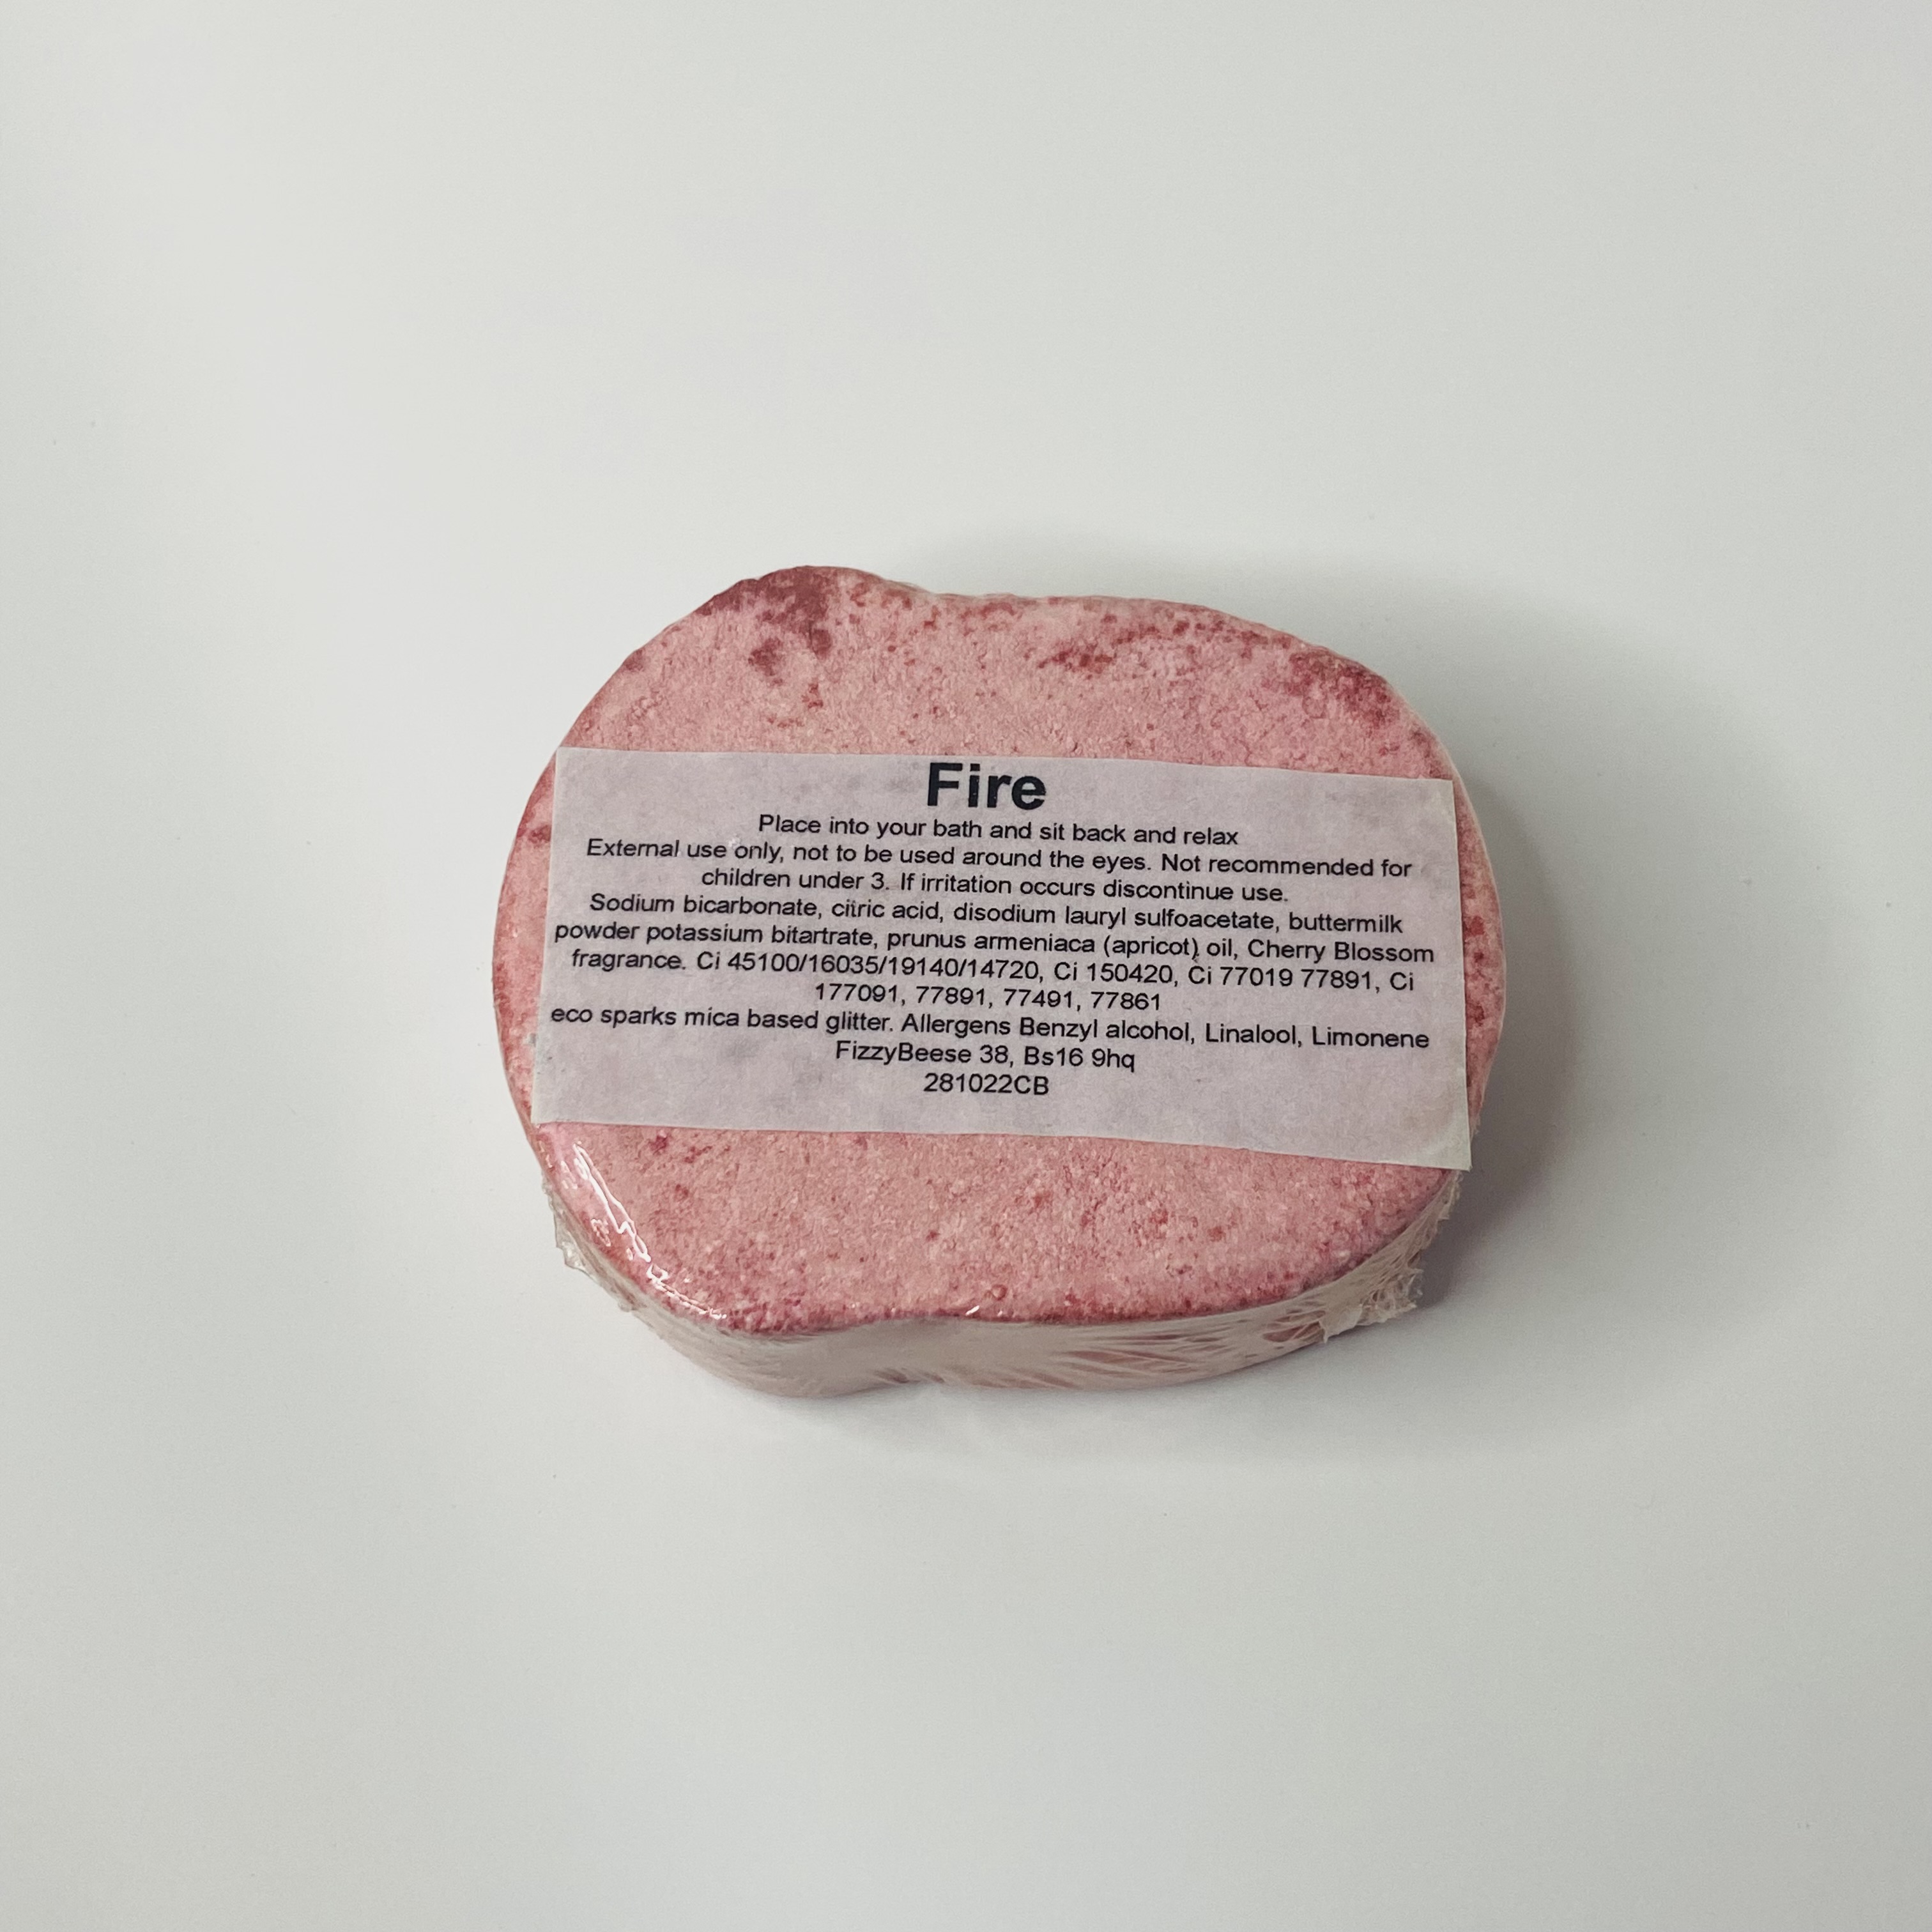 Fire
Place into your bath and sit back and relax
External use only, not to be used around the eyes. Not recommended for
children under 3. If irritation occurs discontinue use.
Sodium bicarbonate, citric acid, disodium lauryl sulfoacetate, buttermilk
powder potassium bitartrate, prunus armeniaca (apricot) oil, Cherry Blossom
fragrance. Ci 45100/16035/19140/14720, Ci 150420, Ci 77019 77891, Ci
177091, 77891, 77491, 77861
eco sparks mica based glitter. Allergens Benzyl alcohol, Linalool, Limonene
FizzyBeese 38, Bs16 9hq
281022CB